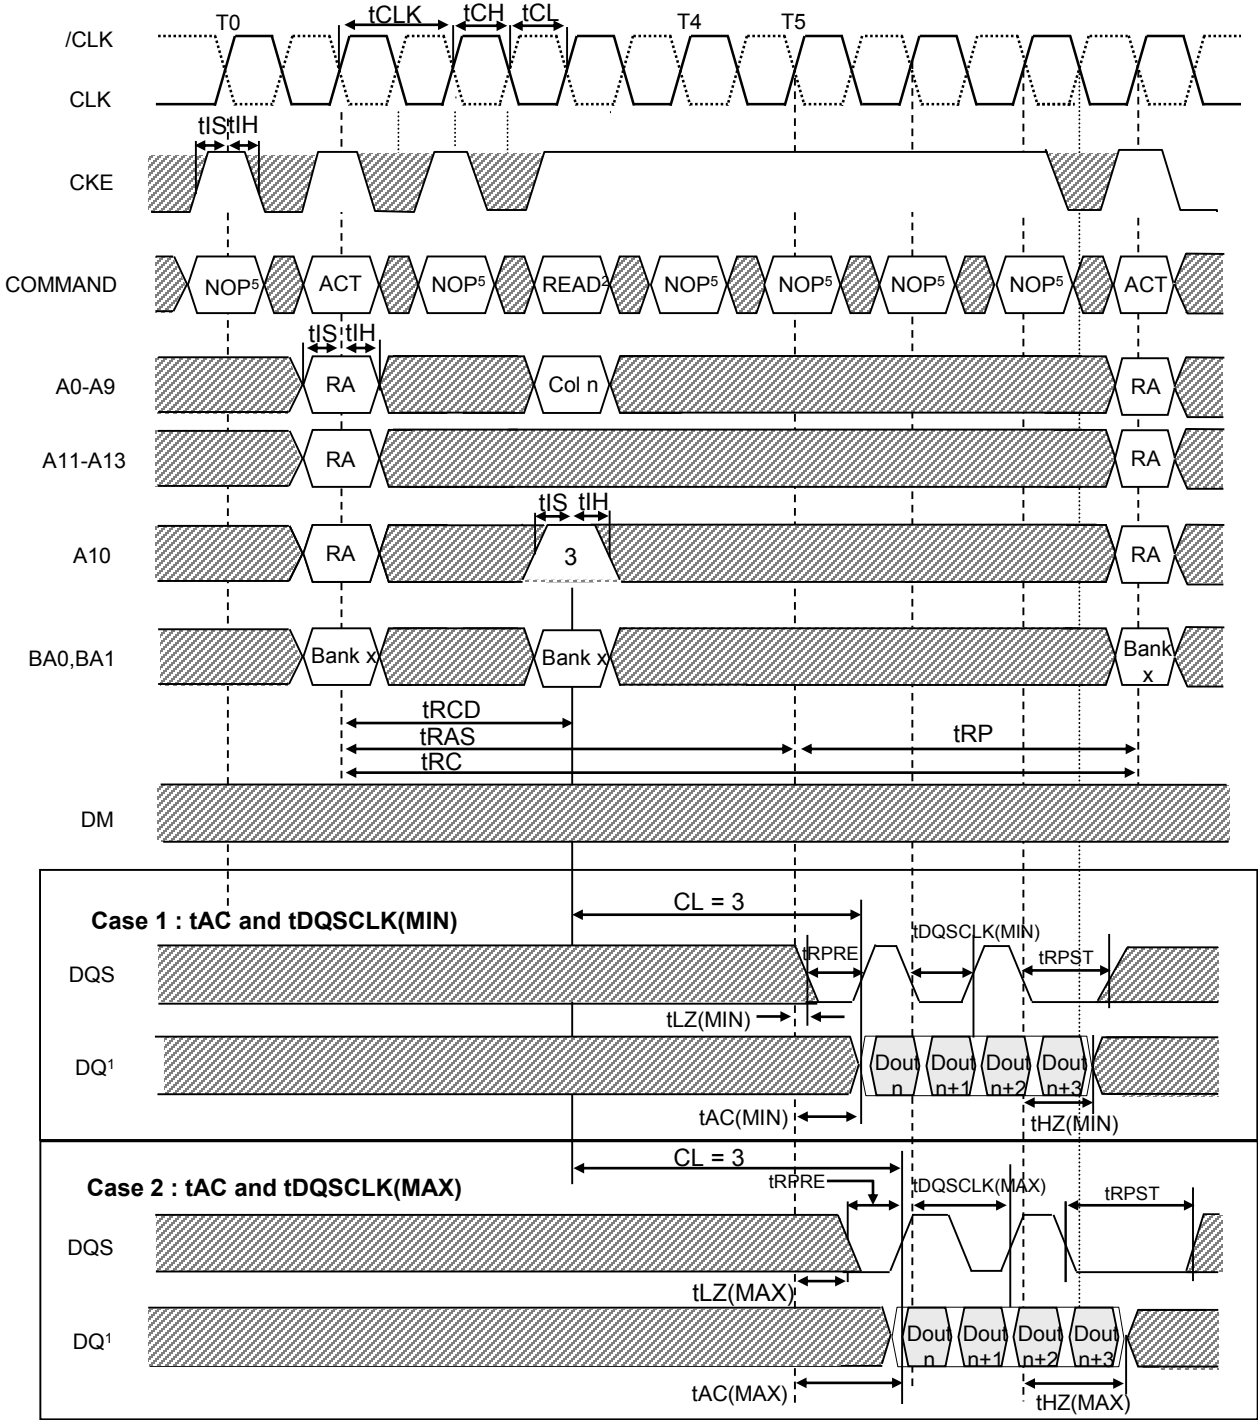 T0 tCLK tCH tCL T4 T5
/CLK
CLK
tIS tIH
CKE
COMMAND NOP5 ACT NOP5 READ2 NOP5 NOP5 NOP5 NOP5 ACT
tIS tIH
A0-A9 RA Col n RA
A11-A13 RA RA
tIS tIH
A10 RA 3 RA
BA0,BA1 Bank x Bank x Bank x
tRCD
tRAS tRP
tRC
DM
CL = 3
Case 1 : tAC and tDQSCLK(MIN)
tDQSCLK(MIN)
tRPRE tRPST
DQS
tLZ(MIN)
DQ1 Dout n Dout n+1 Dout n+2 Dout n+3
tAC(MIN) tHZ(MIN)
CL = 3
Case 2 : tAC and tDQSCLK(MAX)
tRPRE tDQSCLK(MAX) tRPST
DQS
tLZ(MAX)
DQ1 Dout n Dout n+1 Dout n+2 Dout n+3
tAC(MAX) tHZ(MAX)